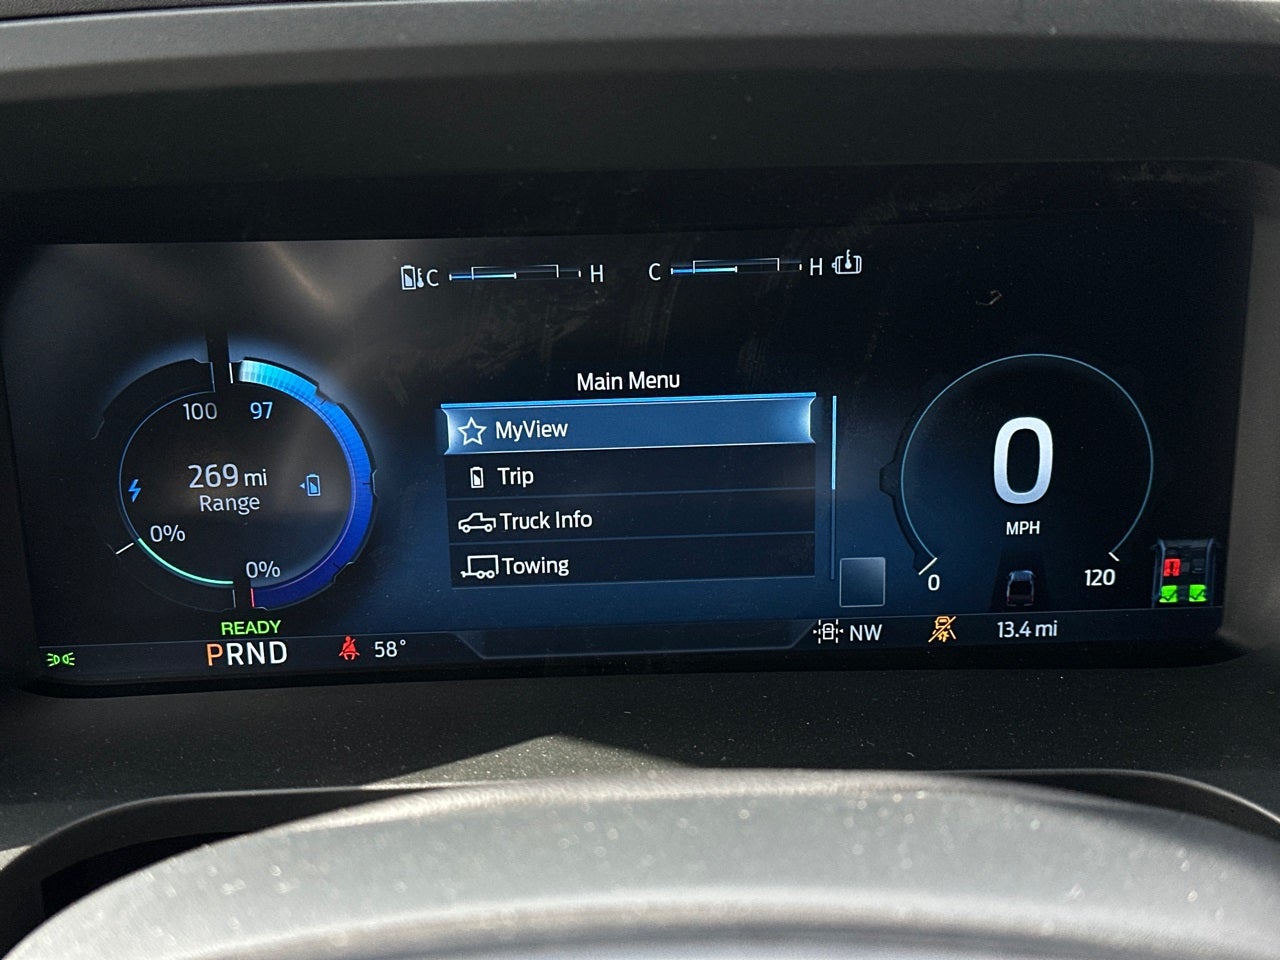 C H C H
Main Menu
MyView
Trip
Truck Info
Towing
100 97
269 mi
Range
0%
0%
READY
PRND
58°
0
MPH
0 120
NW
13.4 mi